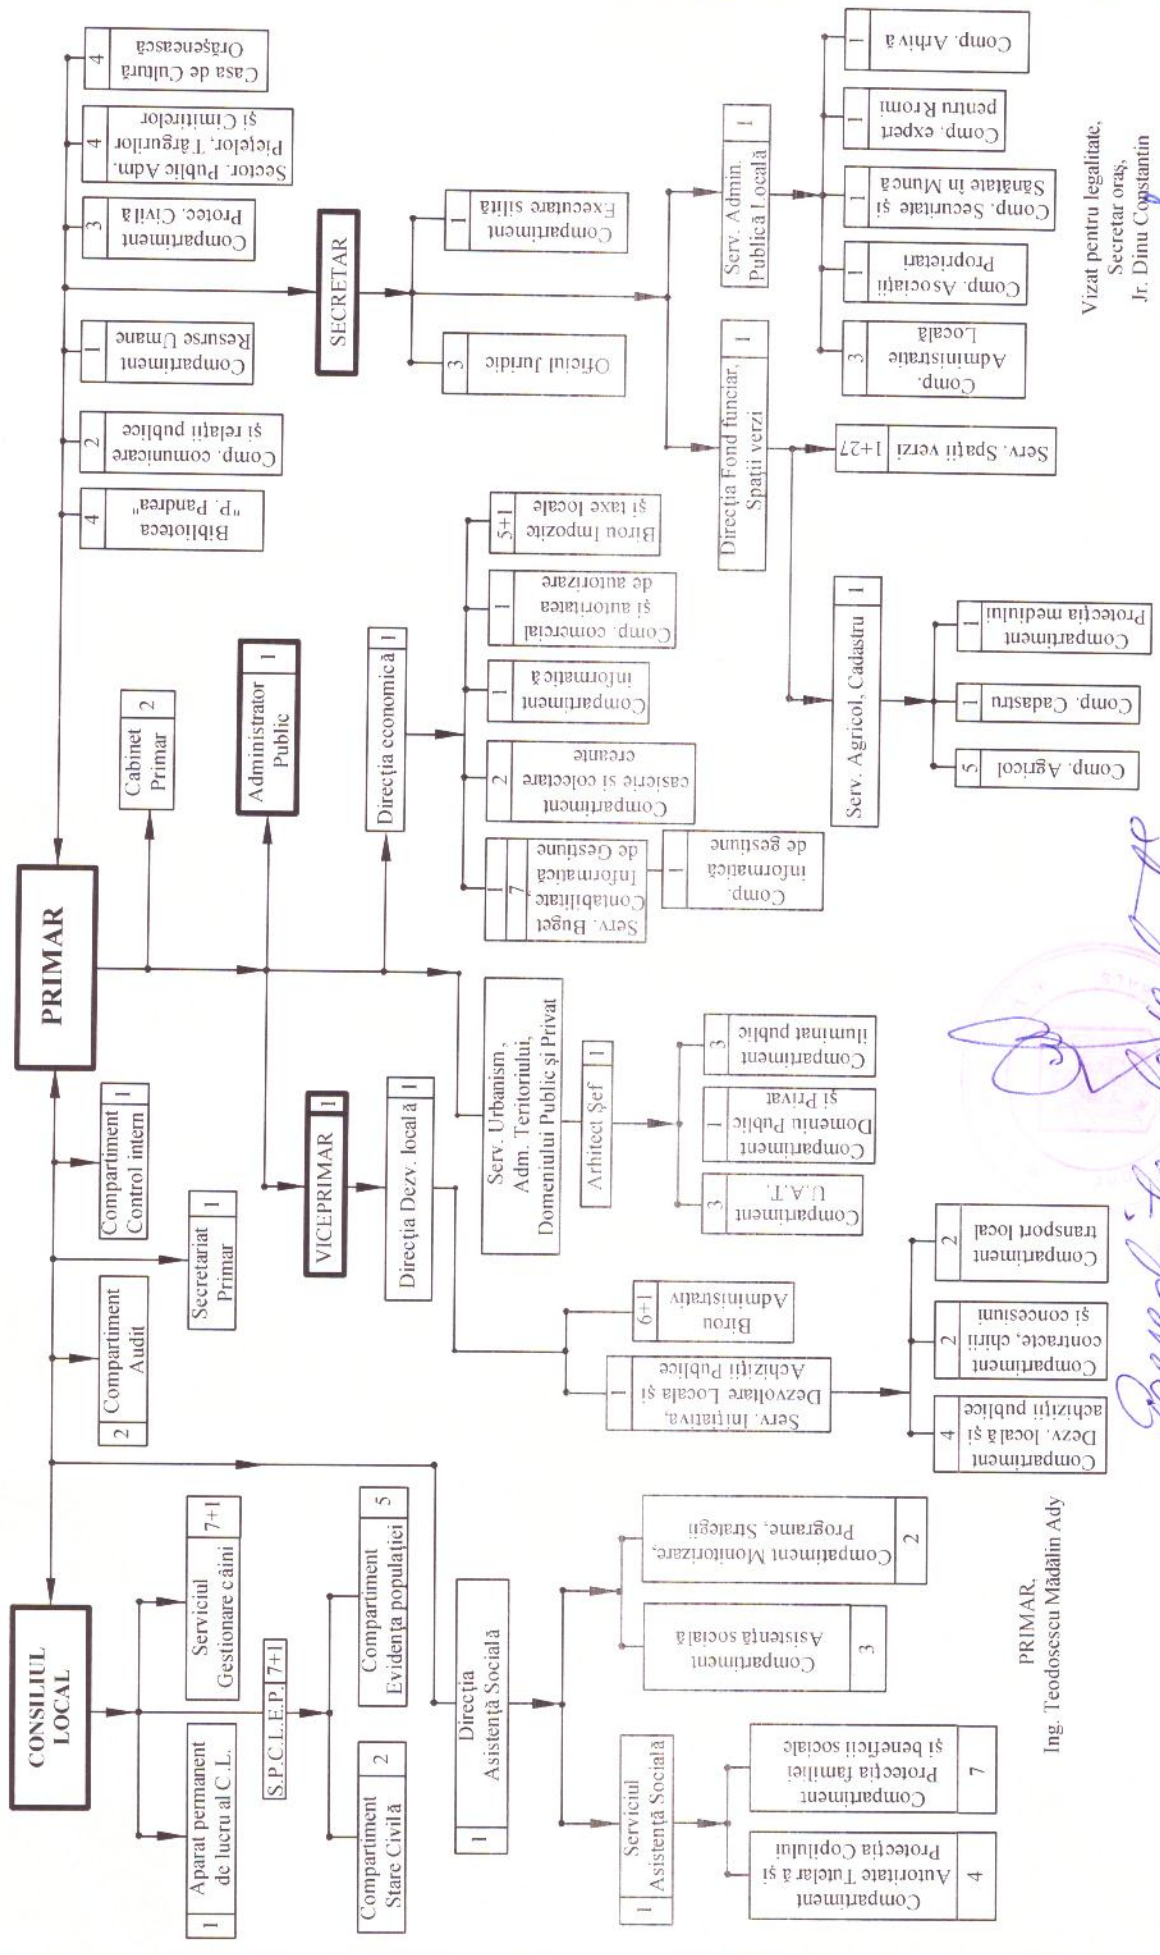 CONSILIUL
LOCAL
PRIMAR
1
Aparat permanent
de lucru al C.L.
Serviciul
Gestionare câini
7+1
S.P.C.L.E.P.
7+1
Compartiment
Stare Civilă
2
Compartiment
Evidența populației
5
1
Direcția
Asistență Socială
1
Serviciul
Asistență Socială
Compartiment
Autoritate Tutelară și
Protecția Copilului
4
Compartiment
Protecția familiei
și beneficii sociale
7
Compartiment
Asistență socială
3
Compatiment Monitorizare,
Programe, Strategii
2
2
Compartiment
Audit
Secretariat
Primar
1
Compartiment
Control intern
1
Cabinet
Primar
2
Administrator
Public
1
VICEPRIMAR
1
Direcția Dezv. locală
1
Serv. Inițiativa,
Dezvoltare Locala și
Achiziții Publice
1
Birou
Administrativ
6+1
Compartiment
Dezv. locală și
achiziții publice
4
Compartiment
contracte, chirii
și concesiuni
2
Compartiment
transport local
2
Serv. Urbanism,
Adm. Teritoriului,
Domeniului Public și Privat
Arhitect Șef
1
Compartiment
U.A.T.
3
Compartiment
Domeniu Public
și Privat
1
Compartiment
iluminat public
3
Direcția economică
1
Serv. Buget
Contabilitate,
Informatică
de Gestiune
1
7
Comp.
informatică
de gestiune
1
Compartiment
casierie si colectare
creante
2
Compartiment
informatică
1
Comp. comercial
și autoritatea
de autorizare
1
Birou Impozite
și taxe locale
5+1
Biblioteca
"P. Pandrea"
4
Comp. comunicare
și relații publice
2
Compartiment
Resurse Umane
1
Compartiment
Protec. Civilă
3
Sector. Public Adm.
Piețelor, Târgurilor
și Cimitirelor
4
Casa de Cultură
Orășenească
4
SECRETAR
Oficiul Juridic
3
Compartiment
Executare silită
1
Direcția Fond funciar,
Spații verzi
1
Serv. Admin.
Publică Locală
1
Serv. Agricol, Cadastru
1
Serv. Spații verzi
1+27
Comp. Agricol
5
Comp. Cadastru
1
Compartiment
Protecția mediului
1
Comp.
Administratie
Locală
3
Comp. Asociații
Proprietari
1
Comp. Securitate și
Sănătate în Muncă
1
Comp. expert
pentru Rromi
1
Comp. Arhivă
1
PRIMAR,
Ing. Teodosescu Mădălin Ady
Vizat pentru legalitate,
Secretar oraș,
Jr. Dinu Constantin